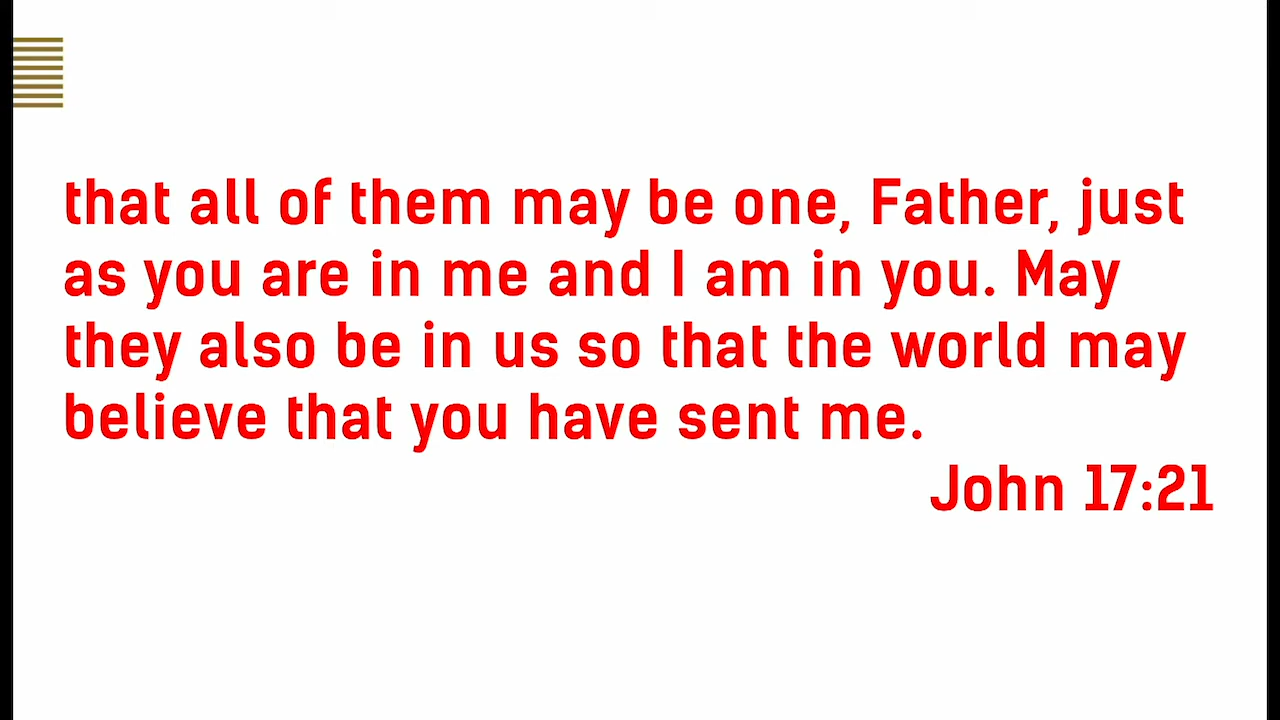 that all of them may be one, Father, just
as you are in me and I am in you. May
they also be in us so that the world may
believe that you have sent me.
John 17:21